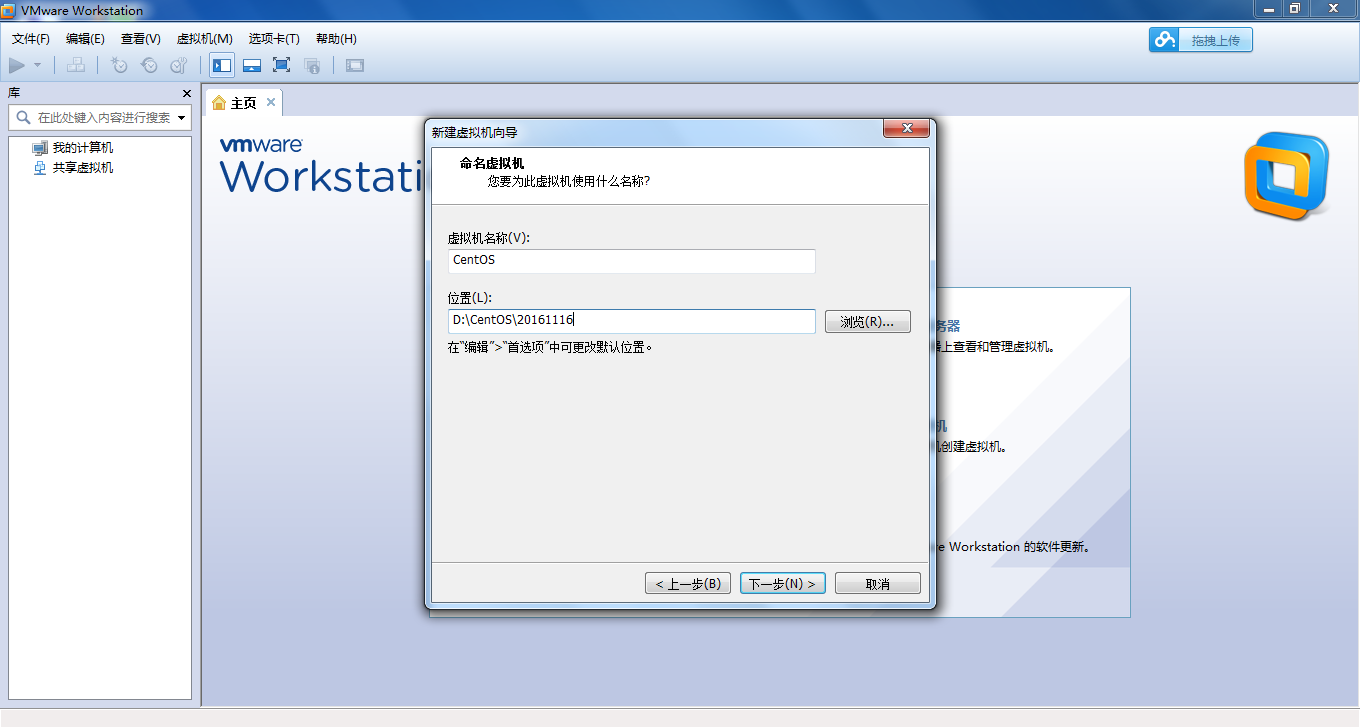 VMware Workstation
文件(F) 编辑(E) 查看(V) 虚拟机(M) 选项卡(T) 帮助(H)
拖拽上传
库
在此处键入内容进行搜索
我的计算机
共享虚拟机
主页
vmware
Workstati
新建虚拟机向导
命名虚拟机
您要为此虚拟机使用什么名称?
虚拟机名称(V):
CentOS
位置(L):
D:\CentOS\20161116
浏览(R)...
在"编辑">"首选项"中可更改默认位置。
< 上一步(B)
下一步(N) >
取消
务器
上查看和管理虚拟机。
机
创建虚拟机。
e Workstation 的软件更新。